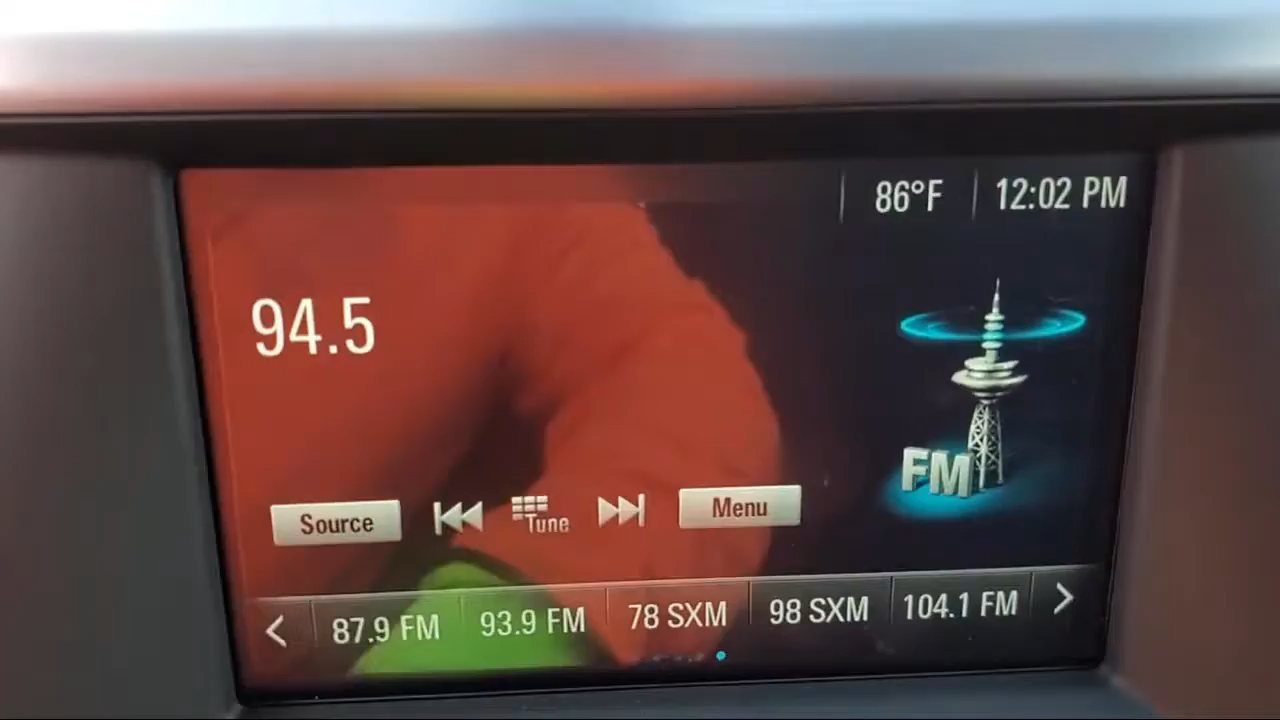 86°F
12:02 PM
94.5
FM
Source
Tune
Menu
87.9 FM
93.9 FM
78 SXM
98 SXM
104.1 FM